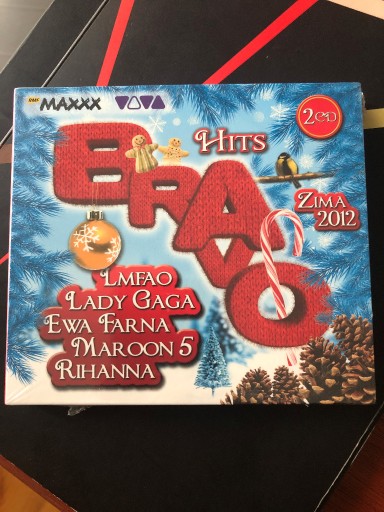 RMF MAXXX VIVA
2CD
BRAVO
HITS
ZIMA
2012
LMFAO
LADY GAGA
EWA FARNA
MAROON 5
RIHANNA